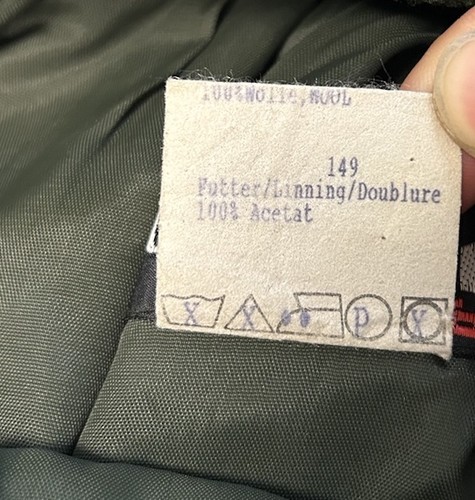 100%Wolle,WOOL
149
Futter/Linning/Doublure
100% Acetat
X X •• P X